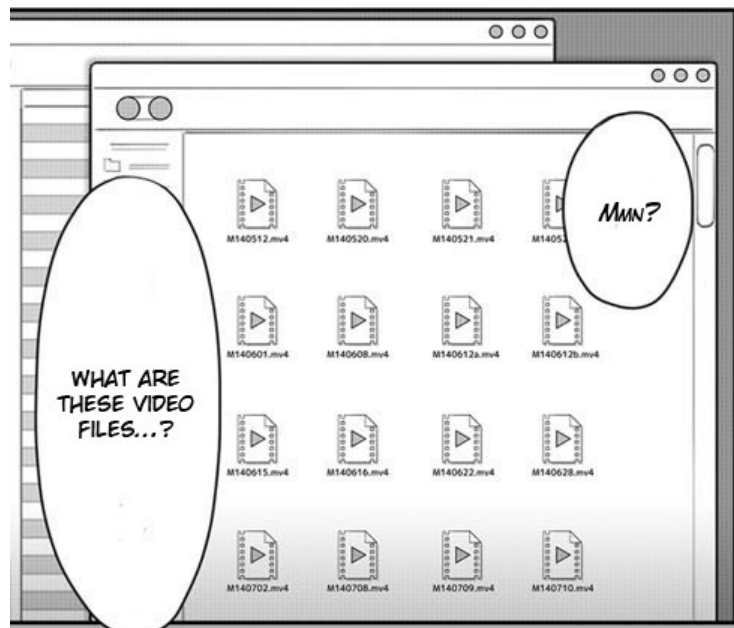 MMN?
WHAT ARE
THESE VIDEO
FILES...?
M140512.mv4
M140520.mv4
M140521.mv4
M14052
M140601.mv4
M140608.mv4
M140612a.mv4
M140612b.mv4
M140615.mv4
M140616.mv4
M140622.mv4
M140628.mv4
M140702.mv4
M140708.mv4
M140709.mv4
M140710.mv4